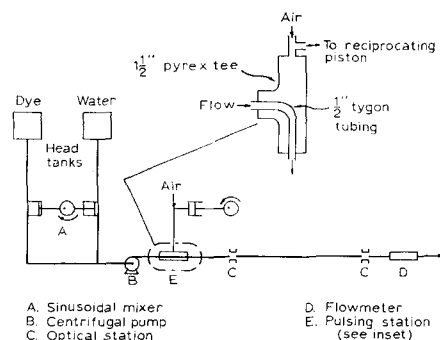 Air
To reciprocating
piston
1½" pyrex tee
Flow
½"
tygon
tubing
Dye
Water
Head
tanks
A
Air
B
E
C
C
D
A. Sinusoidal mixer
B. Centrifugal pump
C. Optical station
D. Flowmeter
E. Pulsing station
(see inset)